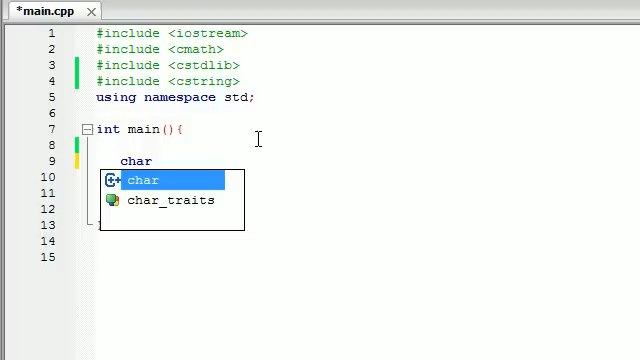 *main.cpp
1 #include <iostream>
2 #include <cmath>
3 #include <cstdlib>
4 #include <cstring>
5 using namespace std;
6
7 int main(){
8
9 char
10 char
11 char_traits
12
13 }
14
15